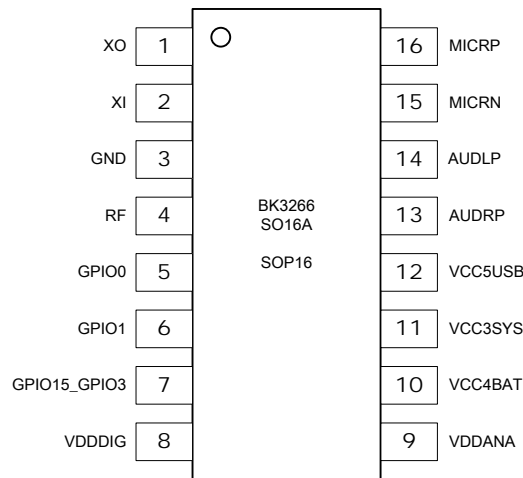 XO 1 16 MICRP
XI 2 15 MICRN
GND 3 14 AUDLP
RF 4 13 AUDRP
BK3266
SO16A
SOP16
GPIO0 5 12 VCC5USB
GPIO1 6 11 VCC3SYS
GPIO15_GPIO3 7 10 VCC4BAT
VDDDIG 8 9 VDDANA